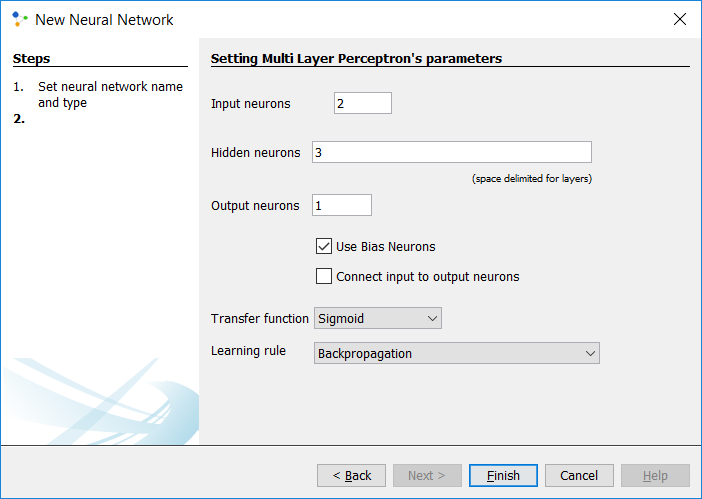 New Neural Network
Steps
1. Set neural network name
and type
2.
Setting Multi Layer Perceptron's parameters
Input neurons 2
Hidden neurons 3
(space delimited for layers)
Output neurons 1
Use Bias Neurons
Connect input to output neurons
Transfer function Sigmoid
Learning rule Backpropagation
< Back Next > Finish Cancel Help